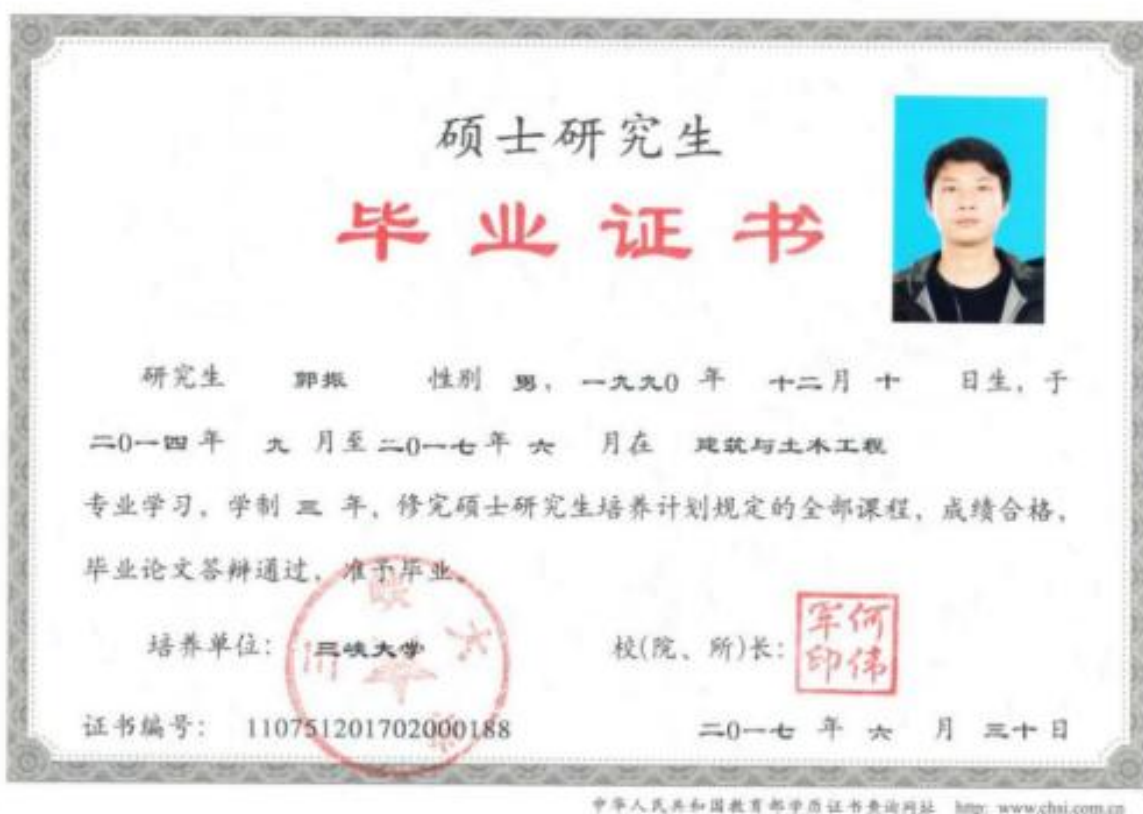 硕士研究生
毕业证书
研究生 郭振 性别 男，一九九0 年 十二月 十 日生，于
二0一四 年 九 月至 二0一七 年 六 月在 建筑与土木工程
专业学习，学制 三 年，修完硕士研究生培养计划规定的全部课程，成绩合格，
毕业论文答辩通过，准予毕业。
培养单位： 三峡大学 校(院、所)长： 何伟军印
证书编号： 110751201702000188 二0一七 年 六 月 三十 日
中华人民共和国教育部学历证书查询网站 http: www.chsi.com.cn